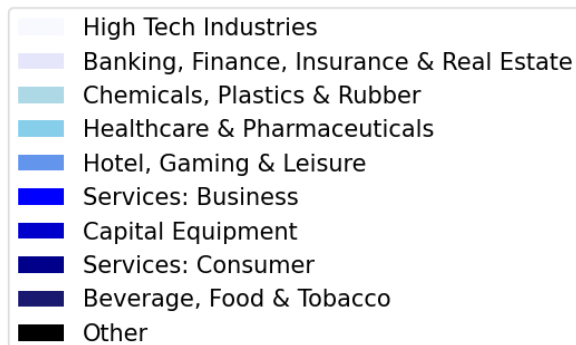 High Tech Industries
Banking, Finance, Insurance & Real Estate
Chemicals, Plastics & Rubber
Healthcare & Pharmaceuticals
Hotel, Gaming & Leisure
Services: Business
Capital Equipment
Services: Consumer
Beverage, Food & Tobacco
Other